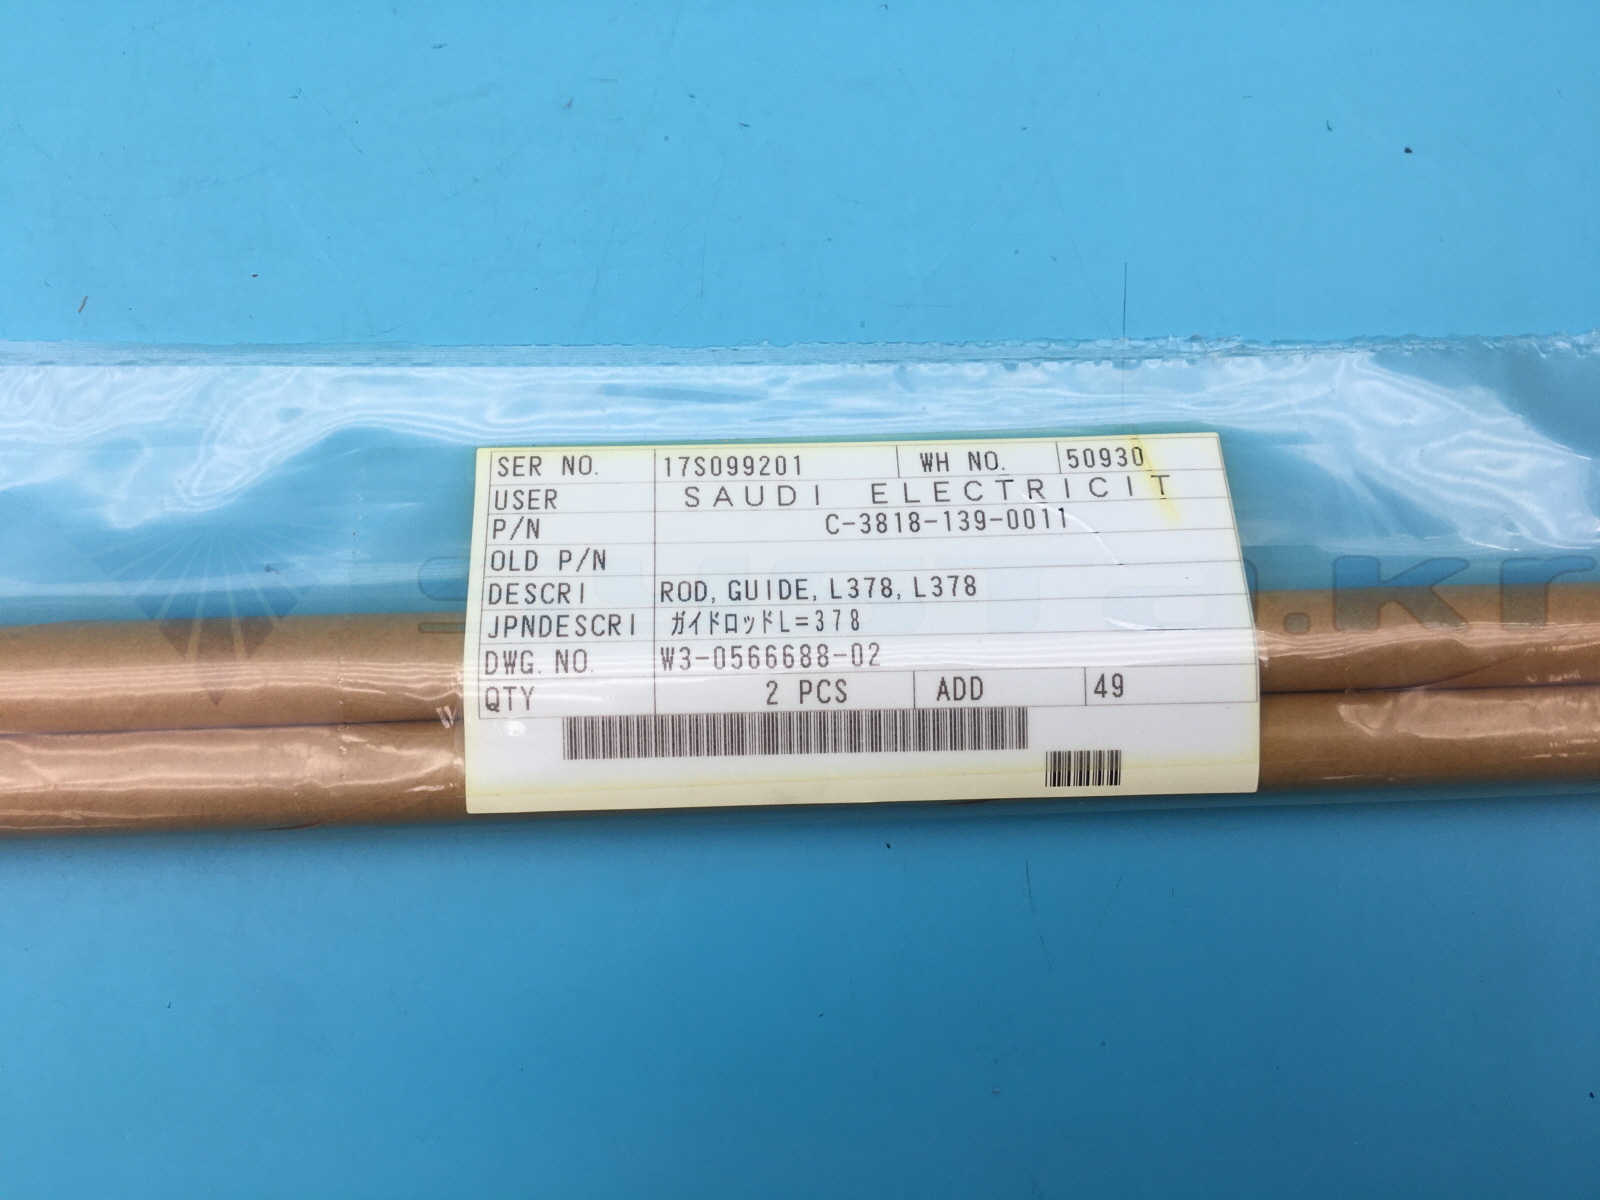 SER NO. 17S099201 WH NO. 50930
USER SAUDI ELECTRICIT
P/N C-3818-139-0011
OLD P/N
DESCRI ROD, GUIDE, L378, L378
JPNDESCRI ガイドロッドL=378
DWG. NO. W3-0566688-02
QTY 2 PCS ADD 49